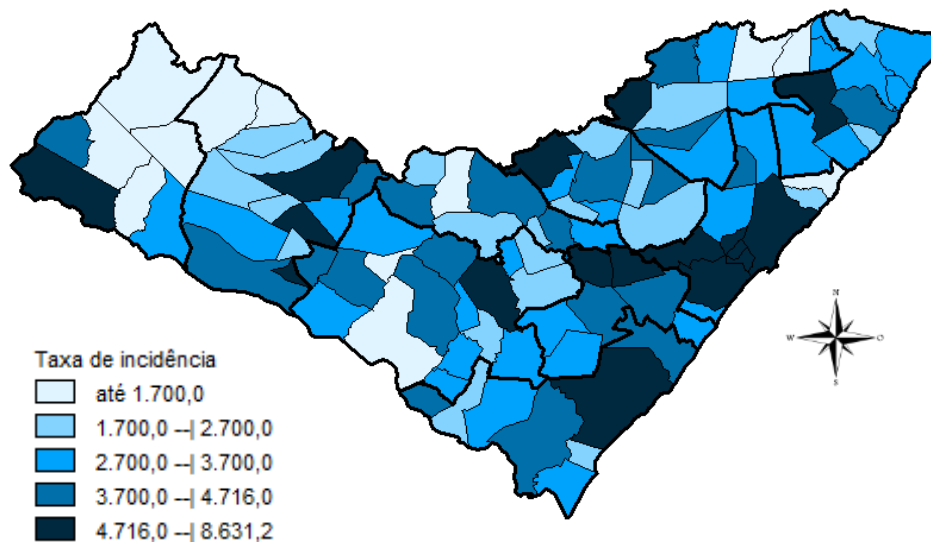 N
W
O
S
Taxa de incidência
até 1.700,0
1.700,0 --| 2.700,0
2.700,0 --| 3.700,0
3.700,0 --| 4.716,0
4.716,0 --| 8.631,2